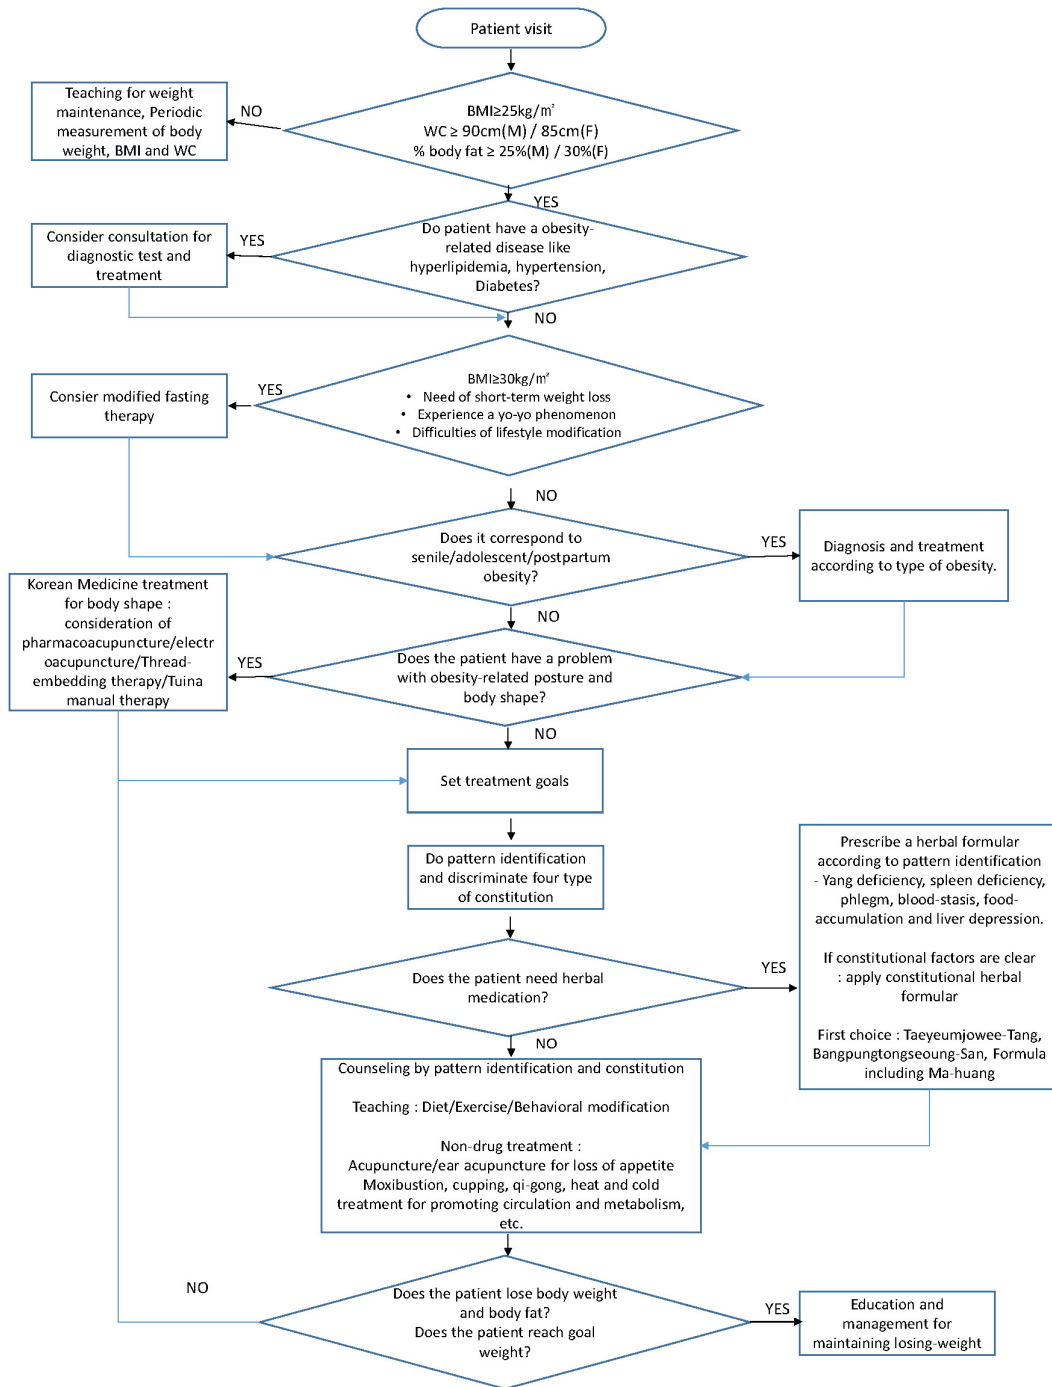 Patient visit
Teaching for weight
maintenance, Periodic
measurement of body
weight, BMI and WC
NO
BMI≥25kg/㎡
WC ≥ 90cm(M) / 85cm(F)
% body fat ≥ 25%(M) / 30%(F)
YES
Consider consultation for
diagnostic test and
treatment
YES
Do patient have a obesity-
related disease like
hyperlipidemia, hypertension,
Diabetes?
NO
Consier modified fasting
therapy
YES
BMI≥30kg/㎡
• Need of short-term weight loss
• Experience a yo-yo phenomenon
• Difficulties of lifestyle modification
NO
Does it correspond to
senile/adolescent/postpartum
obesity?
YES
Diagnosis and treatment
according to type of obesity.
NO
Korean Medicine treatment
for body shape :
consideration of
pharmacoacupuncture/electr
oacupuncture/Thread-
embedding therapy/Tuina
manual therapy
YES
Does the patient have a problem
with obesity-related posture and
body shape?
NO
Set treatment goals
Do pattern identification
and discriminate four type
of constitution
Does the patient need herbal
medication?
YES
Prescribe a herbal formular
according to pattern identification
- Yang deficiency, spleen deficiency,
phlegm, blood-stasis, food-
accumulation and liver depression.
If constitutional factors are clear
: apply constitutional herbal
formular
First choice : Taeyeumjowee-Tang,
Bangpungtongseoung-San, Formula
including Ma-huang
NO
Counseling by pattern identification and constitution
Teaching : Diet/Exercise/Behavioral modification
Non-drug treatment :
Acupuncture/ear acupuncture for loss of appetite
Moxibustion, cupping, qi-gong, heat and cold
treatment for promoting circulation and metabolism,
etc.
NO
Does the patient lose body weight
and body fat?
Does the patient reach goal
weight?
YES
Education and
management for
maintaining losing-weight